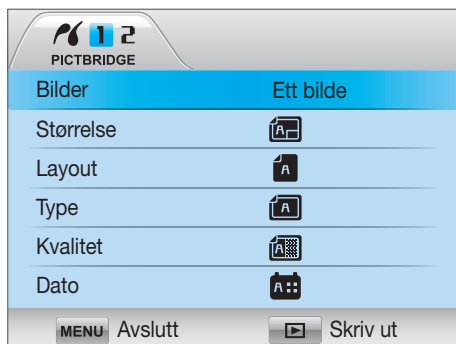 1 2
PICTBRIDGE
Bilder Ett bilde
Størrelse A
Layout A
Type A
Kvalitet A
Dato A
MENU Avslutt Skriv ut